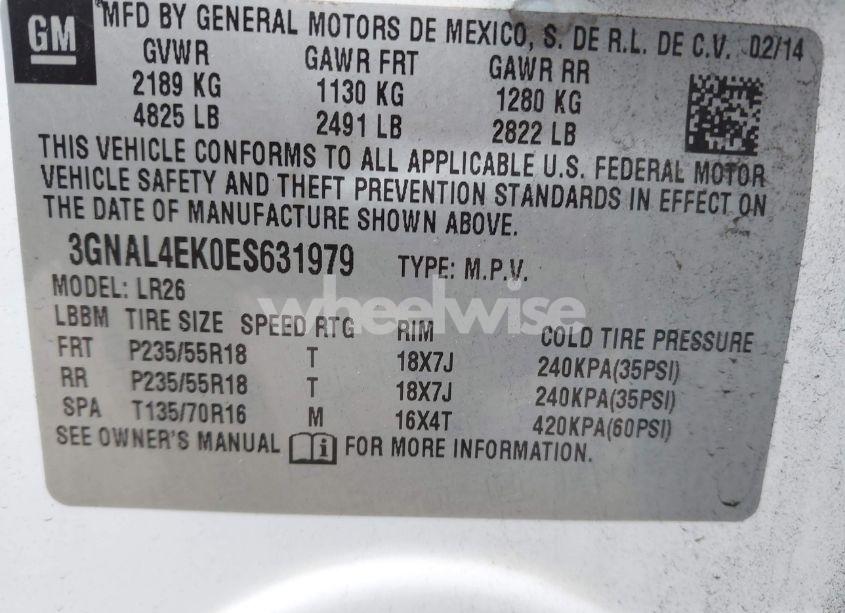 GM
MFD BY GENERAL MOTORS DE MEXICO, S. DE R.L. DE C.V. 02/14
GVWR GAWR FRT GAWR RR
2189 KG 1130 KG 1280 KG
4825 LB 2491 LB 2822 LB
THIS VEHICLE CONFORMS TO ALL APPLICABLE U.S. FEDERAL MOTOR
VEHICLE SAFETY AND THEFT PREVENTION STANDARDS IN EFFECT ON
THE DATE OF MANUFACTURE SHOWN ABOVE.
3GNAL4EK0ES631979 TYPE: M.P.V.
MODEL: LR26
wheelwise
LBBM TIRE SIZE SPEED RTG RIM COLD TIRE PRESSURE
FRT P235/55R18 T 18X7J 240KPA(35PSI)
RR P235/55R18 T 18X7J 240KPA(35PSI)
SPA T135/70R16 M 16X4T 420KPA(60PSI)
SEE OWNER'S MANUAL i FOR MORE INFORMATION.